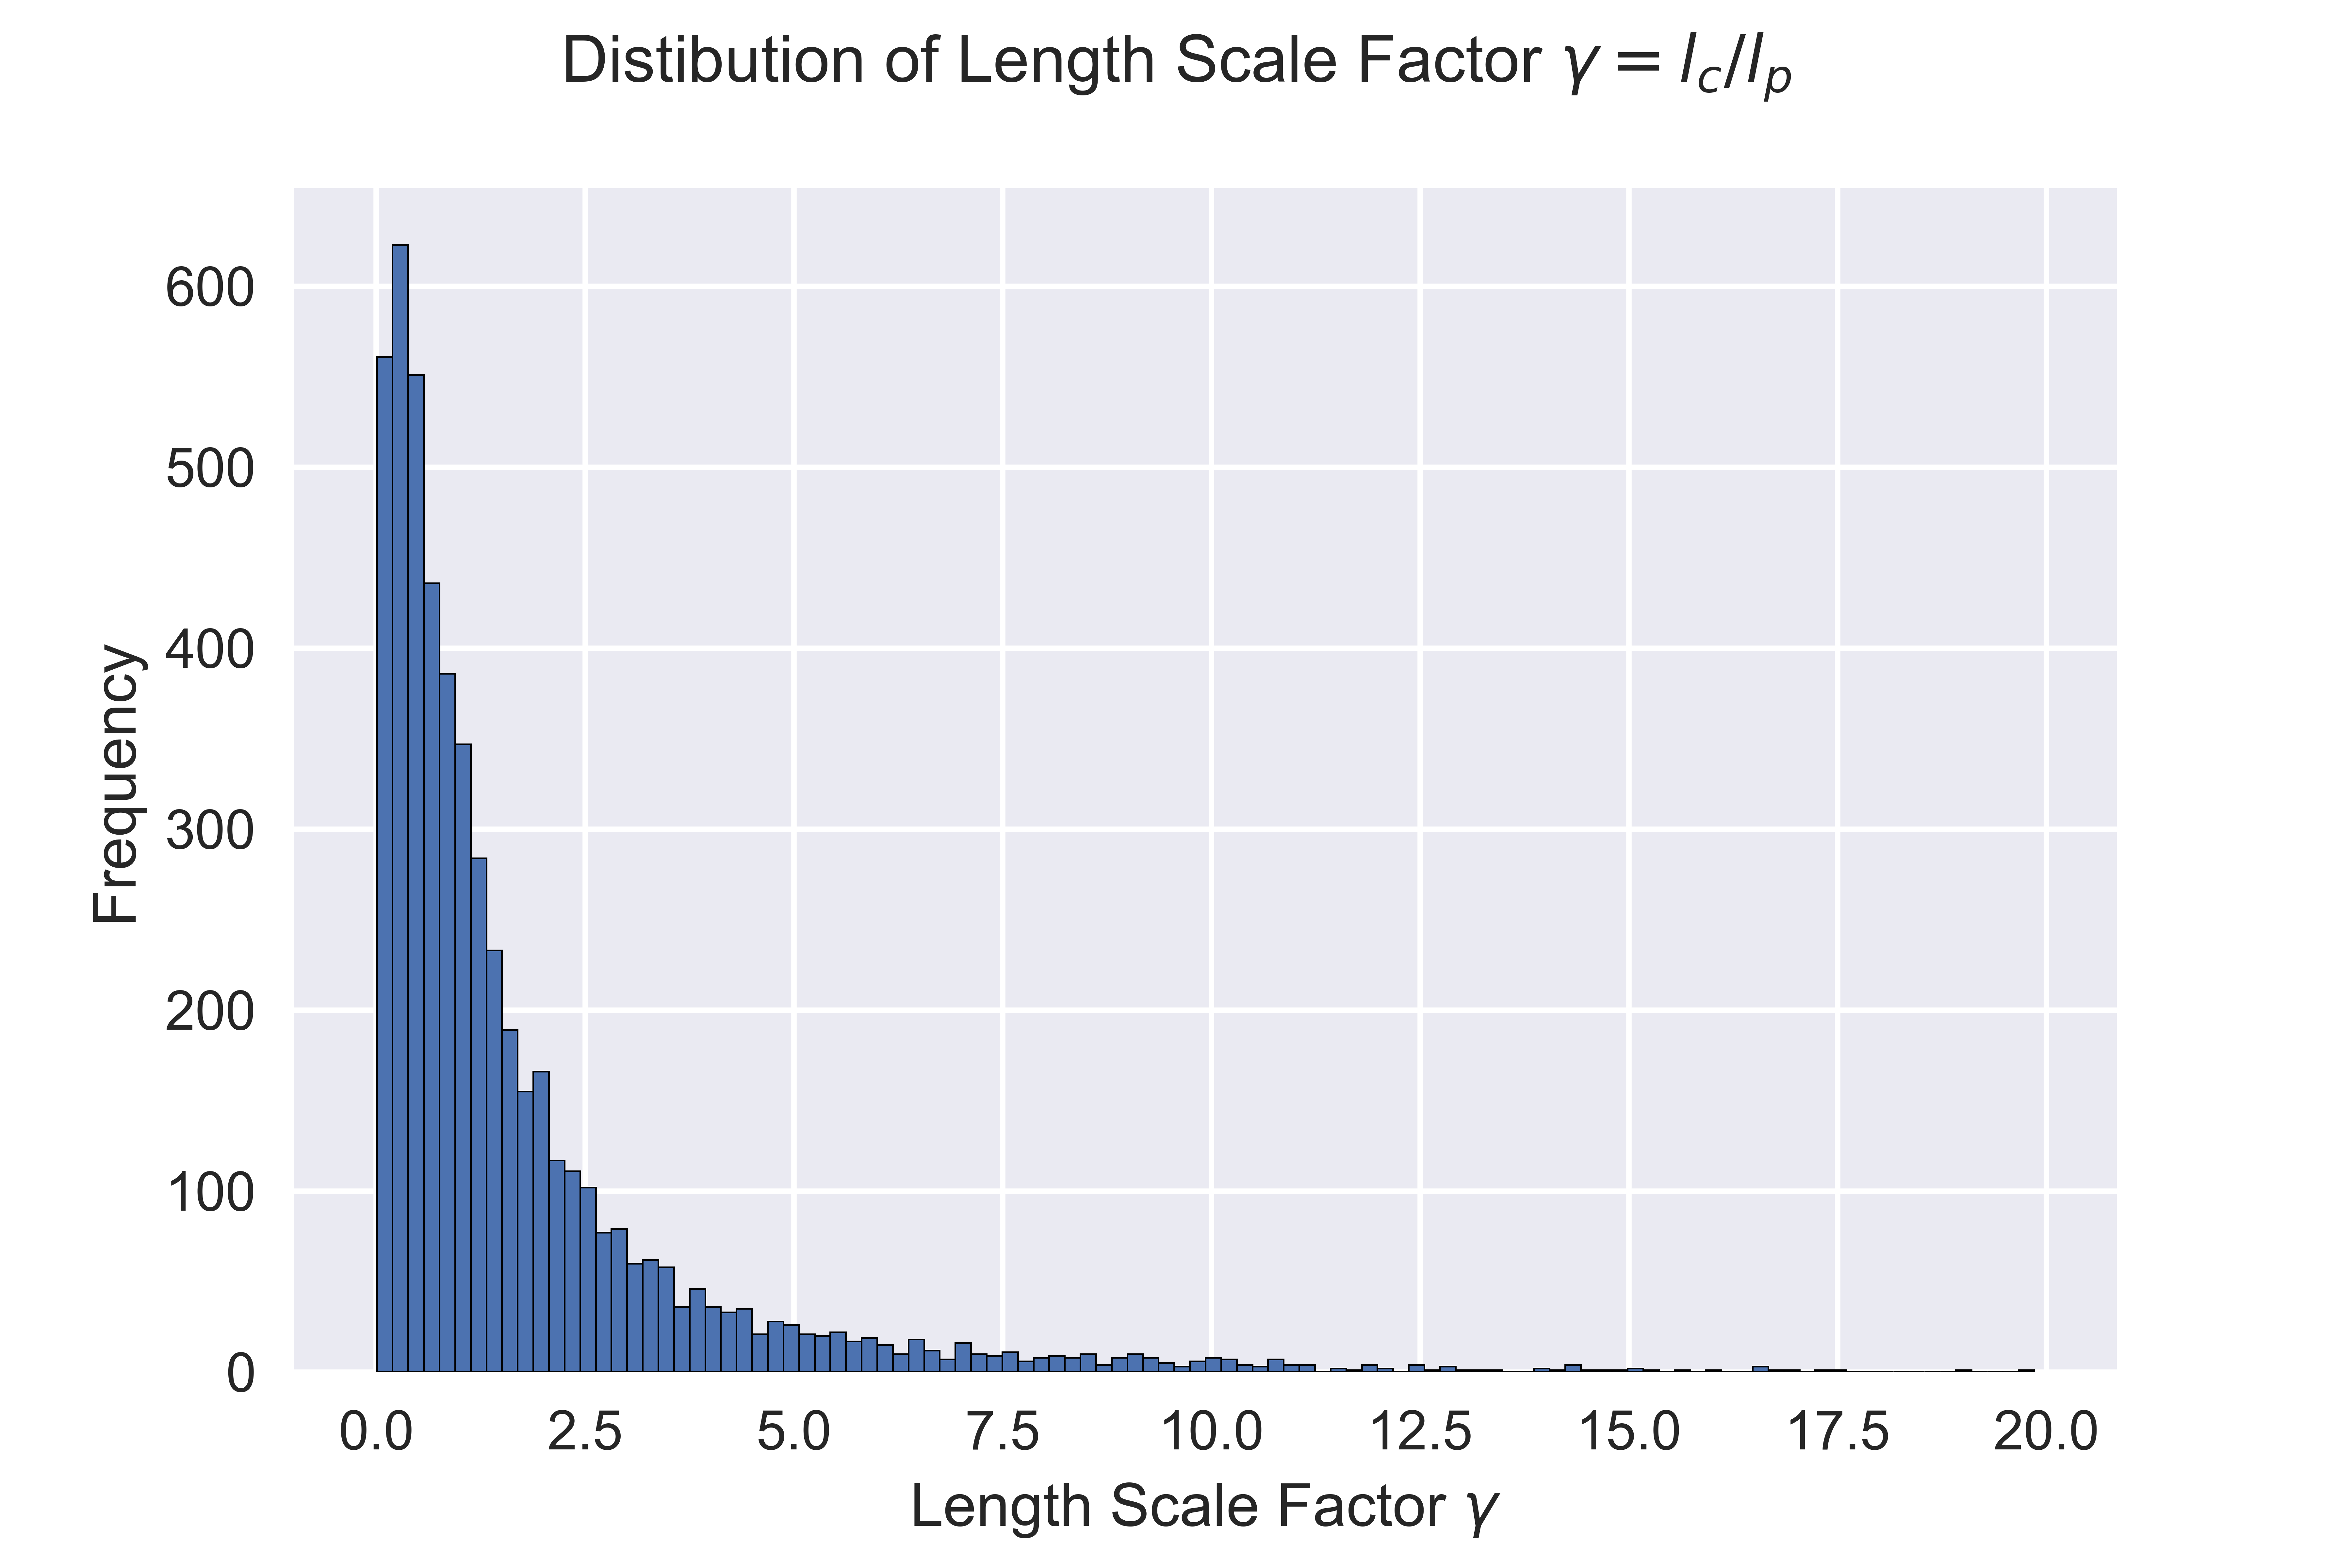 Distibution of Length Scale Factor γ = l_c/l_p
600
500
400
300
200
100
0
Frequency
0.0 2.5 5.0 7.5 10.0 12.5 15.0 17.5 20.0
Length Scale Factor γ